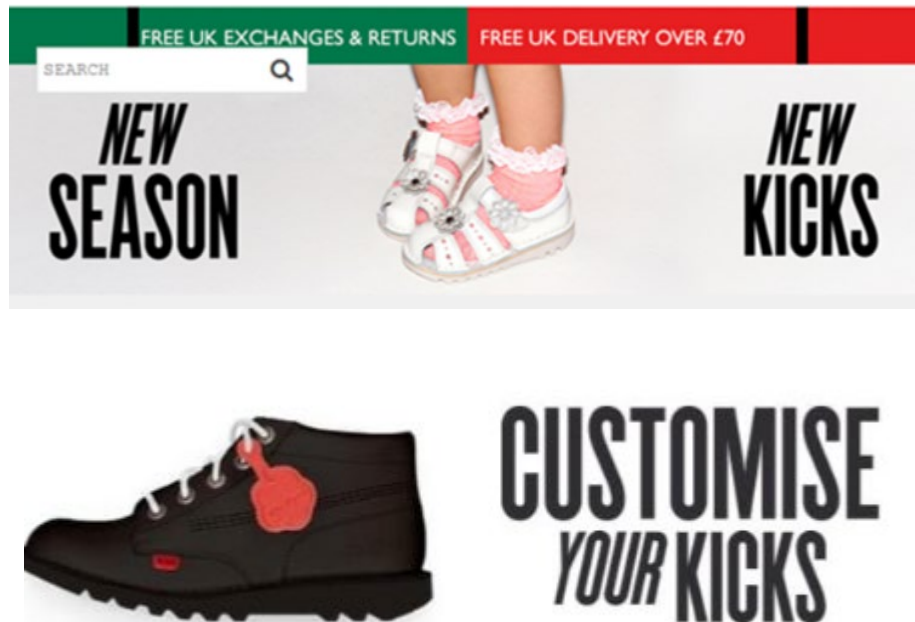 FREE UK EXCHANGES & RETURNS
FREE UK DELIVERY OVER £70
SEARCH
NEW
SEASON
NEW
KICKS
CUSTOMISE
YOUR KICKS